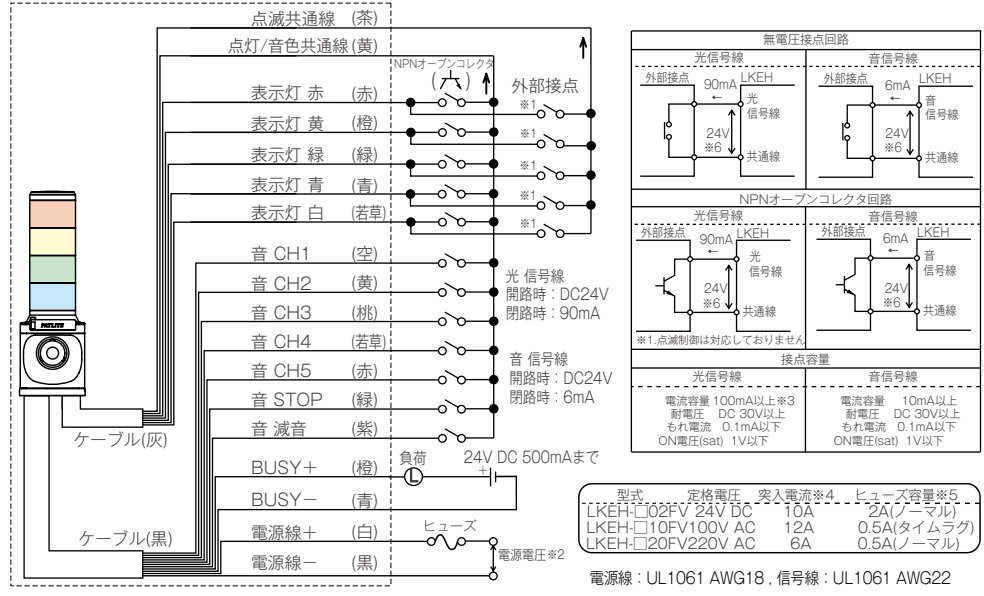 点滅共通線 (茶)
点灯/音色共通線 (黄)
NPNオープンコレクタ
外部接点
表示灯 赤 (赤)
※1
表示灯 黄 (橙)
※1
表示灯 緑 (緑)
※1
表示灯 青 (青)
※1
表示灯 白 (若草)
※1
音 CH1 (空)
音 CH2 (黄)
音 CH3 (桃)
音 CH4 (若草)
音 CH5 (赤)
音 STOP (緑)
音 減音 (紫)
BUSY+ (橙)
BUSY− (青)
電源線+ (白)
電源線− (黒)
光 信号線
開路時：DC24V
閉路時：90mA
音 信号線
開路時：DC24V
閉路時：6mA
負荷
L
24V DC 500mAまで
+
ヒューズ
電源電圧※2
PATLITE
ケーブル(灰)
ケーブル(黒)
無電圧接点回路
光信号線
外部接点
90mA
LKEH
←
光
信号線
24V
※6
共通線
音信号線
外部接点
6mA
LKEH
←
音
信号線
24V
※6
共通線
NPNオープンコレクタ回路
光信号線
外部接点
90mA
LKEH
←
光
信号線
24V
※6
共通線
※1.点滅制御は対応しておりません
音信号線
外部接点
6mA
LKEH
←
音
信号線
24V
※6
共通線
接点容量
光信号線
電流容量 100mA以上※3
耐電圧 DC 30V以上
もれ電流 0.1mA以下
ON電圧(sat) 1V以下
音信号線
電流容量 10mA以上
耐電圧 DC 30V以上
もれ電流 0.1mA以下
ON電圧(sat) 1V以下
型式 定格電圧 突入電流※4 ヒューズ容量※5
LKEH-□02FV 24V DC 10A 2A(ノーマル)
LKEH-□10FV 100V AC 12A 0.5A(タイムラグ)
LKEH-□20FV 220V AC 6A 0.5A(ノーマル)
電源線：UL1061 AWG18 , 信号線：UL1061 AWG22